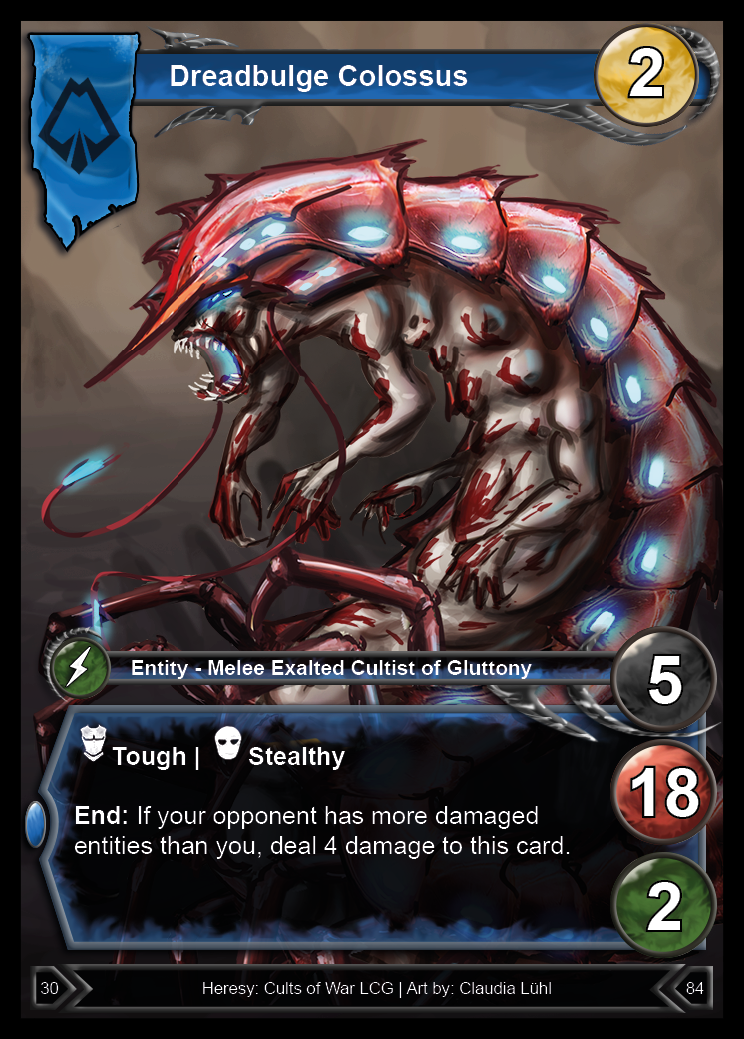 Dreadbulge Colossus
2
Entity - Melee Exalted Cultist of Gluttony
5
Tough | Stealthy
18
End: If your opponent has more damaged
entities than you, deal 4 damage to this card.
2
30
Heresy: Cults of War LCG | Art by: Claudia Lühl
84